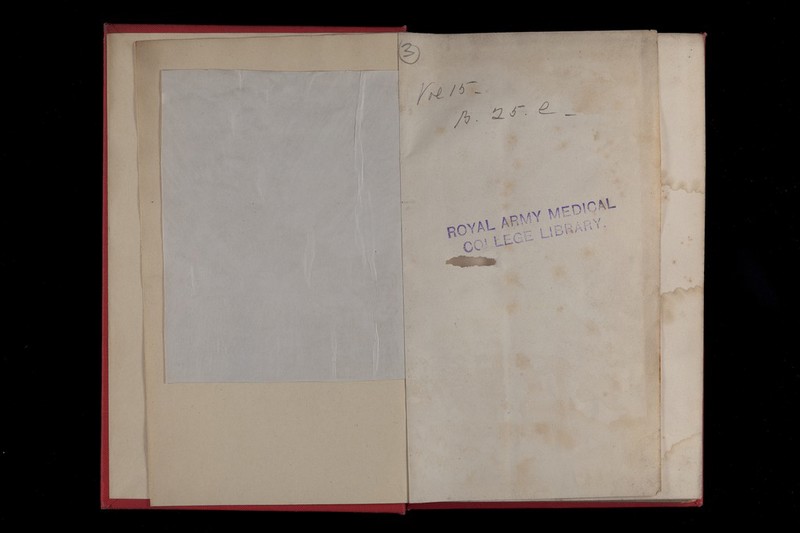 3
Vol 15-
B. 25. e -
ROYAL ARMY MEDICAL
COLLEGE LIBRARY.